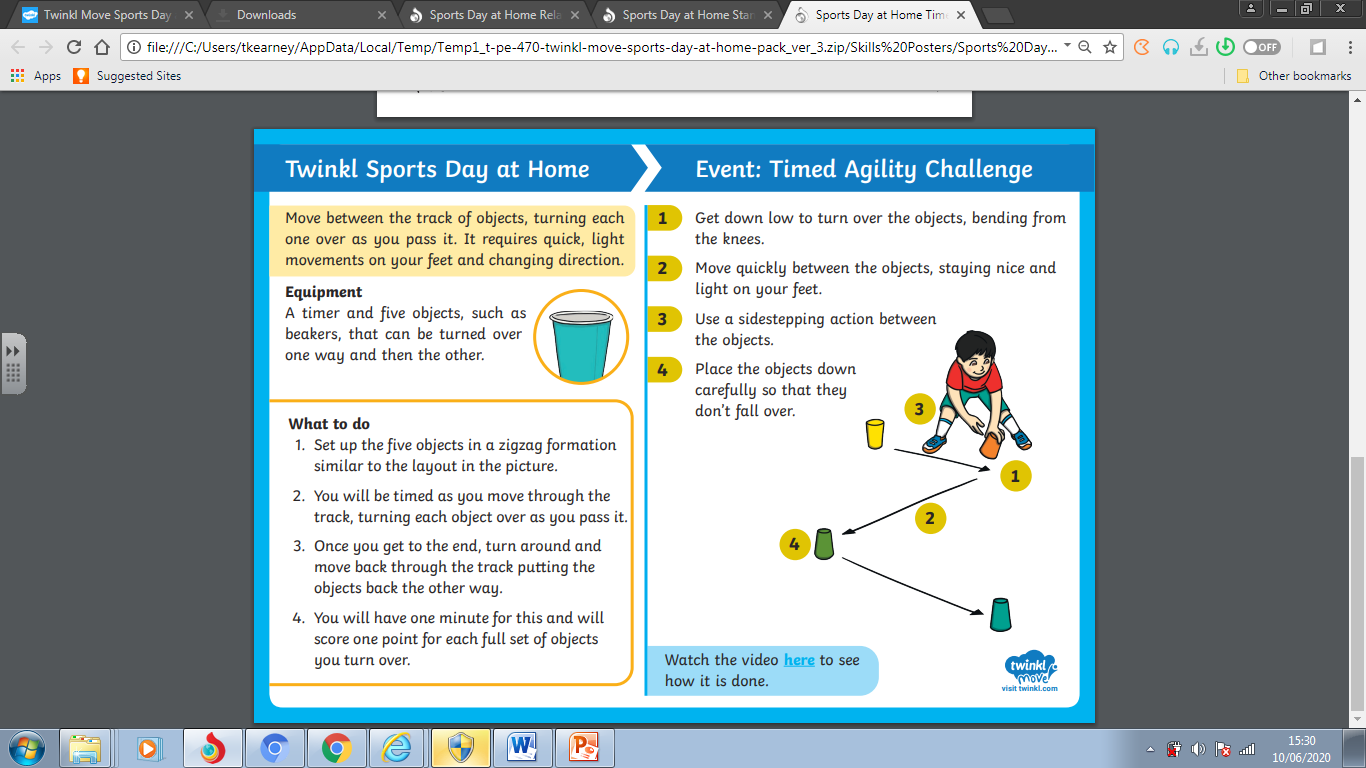 Twinkl Move Sports Day
Downloads
Sports Day at Home Rela
Sports Day at Home Stan
Sports Day at Home Time
file:///C:/Users/tkearney/AppData/Local/Temp/Temp1_t-pe-470-twinkl-move-sports-day-at-home-pack_ver_3.zip/Skills%20Posters/Sports%20Day...
OFF
Apps
Suggested Sites
Other bookmarks
Twinkl Sports Day at Home
Move between the track of objects, turning each
one over as you pass it. It requires quick, light
movements on your feet and changing direction.
Equipment
A timer and five objects, such as
beakers, that can be turned over
one way and then the other.
What to do
1. Set up the five objects in a zigzag formation
similar to the layout in the picture.
2. You will be timed as you move through the
track, turning each object over as you pass it.
3. Once you get to the end, turn around and
move back through the track putting the
objects back the other way.
4. You will have one minute for this and will
score one point for each full set of objects
you turn over.
Event: Timed Agility Challenge
1 Get down low to turn over the objects, bending from
the knees.
2 Move quickly between the objects, staying nice and
light on your feet.
3 Use a sidestepping action between
the objects.
4 Place the objects down
carefully so that they
don't fall over.
3
1
2
4
Watch the video here to see
how it is done.
twinkl
move
visit twinkl.com
15:30
10/06/2020